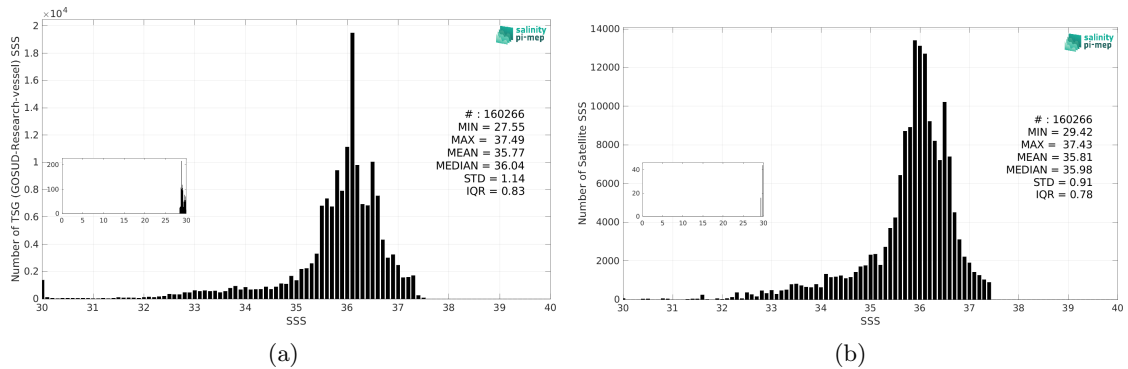 ×10⁴
2
1.8
1.6
1.4
1.2
1
0.8
0.6
0.4
0.2
0
30 31 32 33 34 35 36 37 38 39 40
SSS
Number of TSG (GOSUD-Research-vessel) SSS
salinity
pi-mep
# : 160266
MIN = 27.55
MAX = 37.49
MEAN = 35.77
MEDIAN = 36.04
STD = 1.14
IQR = 0.83
200
100
0
0 5 10 15 20 25 30
(a)
14000
12000
10000
8000
6000
4000
2000
0
30 31 32 33 34 35 36 37 38 39 40
SSS
Number of Satellite SSS
salinity
pi-mep
# : 160266
MIN = 29.42
MAX = 37.43
MEAN = 35.81
MEDIAN = 35.98
STD = 0.91
IQR = 0.78
40
20
0
0 5 10 15 20 25 30
(b)